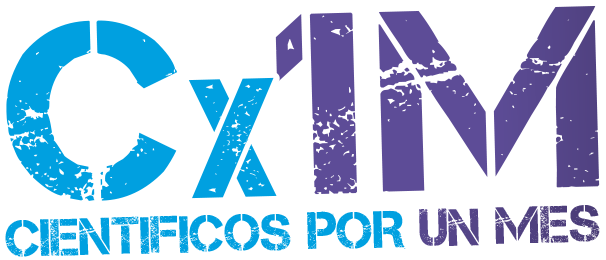 Cx1M
CIENTIFICOS POR UN MES